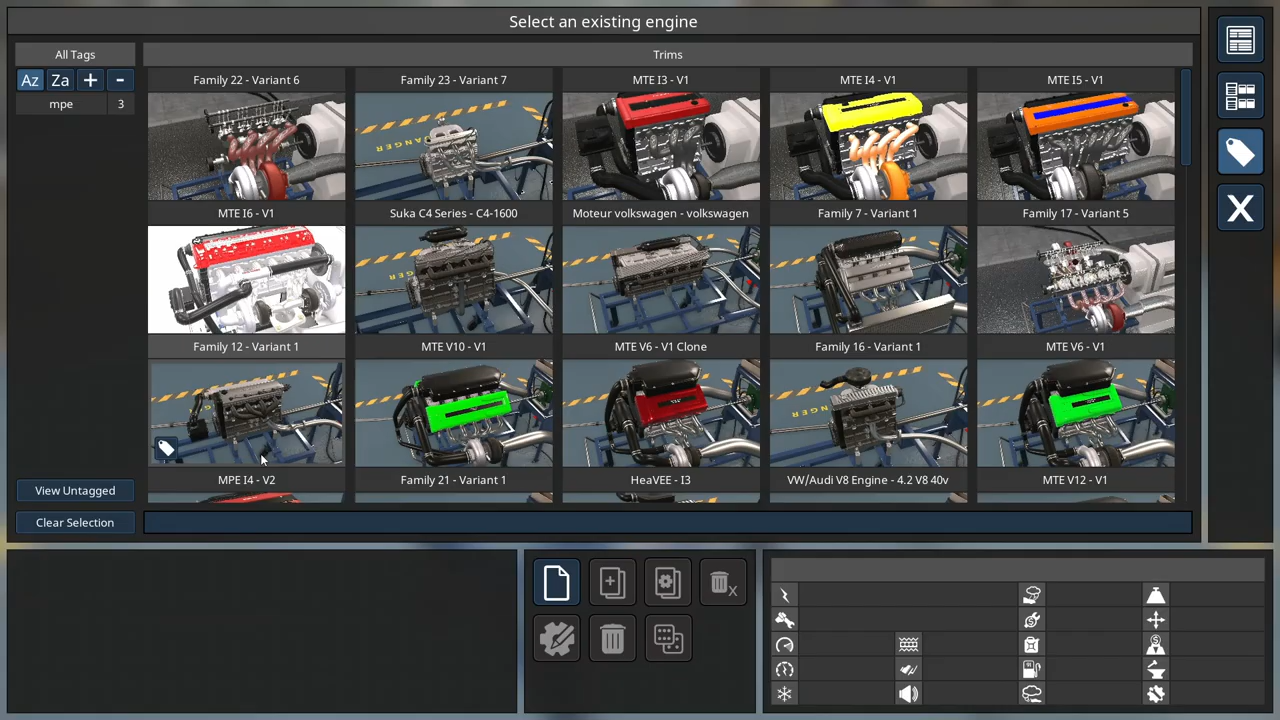 Select an existing engine
All Tags
Trims
Az Za + -
mpe 3
Family 22 - Variant 6
Family 23 - Variant 7
MTE I3 - V1
MTE I4 - V1
MTE I5 - V1
MTE I6 - V1
Suka C4 Series - C4-1600
Moteur volkswagen - volkswagen
Family 7 - Variant 1
Family 17 - Variant 5
Family 12 - Variant 1
MTE V10 - V1
MTE V6 - V1 Clone
Family 16 - Variant 1
MTE V6 - V1
MPE I4 - V2
Family 21 - Variant 1
HeaVEE - I3
VW/Audi V8 Engine - 4.2 V8 40v
MTE V12 - V1
View Untagged
Clear Selection